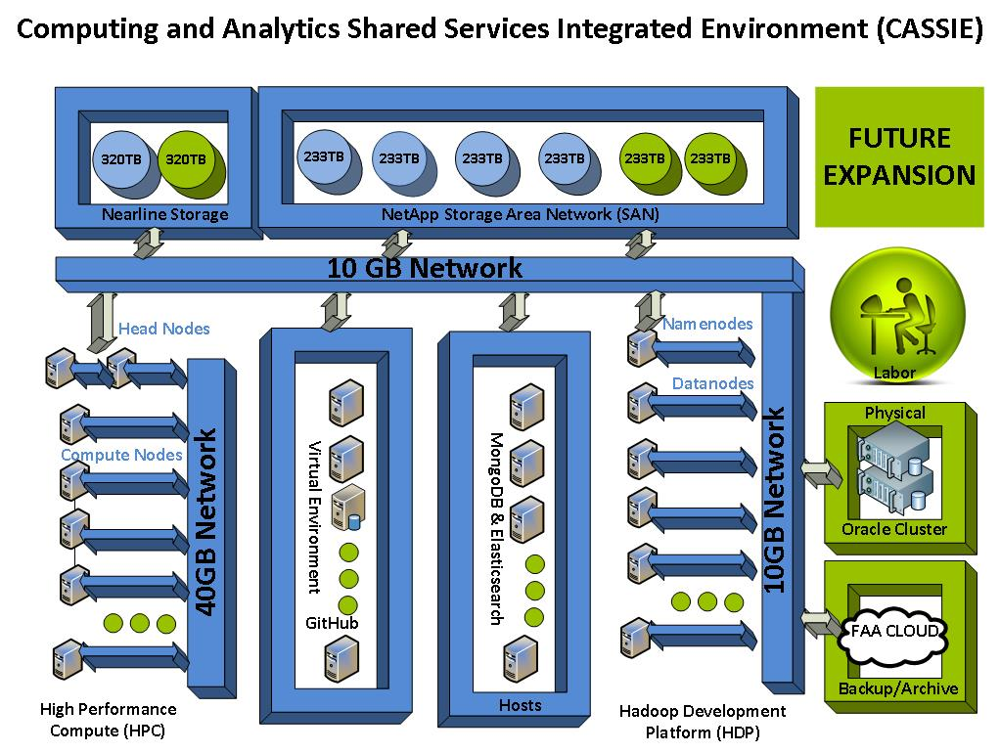 Computing and Analytics Shared Services Integrated Environment (CASSIE)
320TB
320TB
Nearline Storage
233TB
233TB
233TB
233TB
233TB
233TB
NetApp Storage Area Network (SAN)
FUTURE
EXPANSION
10 GB Network
Head Nodes
Compute Nodes
40GB Network
High Performance
Compute (HPC)
Virtual Environment
GitHub
MongoDB & Elasticsearch
Hosts
Namenodes
Datanodes
10GB Network
Hadoop Development
Platform (HDP)
Labor
Physical
Oracle Cluster
FAA CLOUD
Backup/Archive